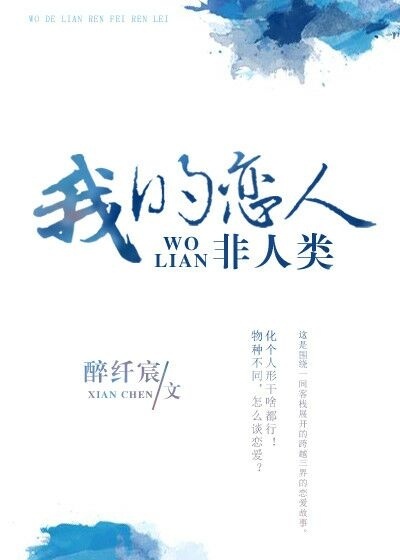 WO DE LIAN REN FEI REN LEI
我的恋人
WO
LIAN
非人类
醉纤宸/文
XIAN CHEN
物种不同，怎么谈恋爱？
化个人形干啥都行！
这是围绕一间客栈展开的跨越三界的恋爱故事。